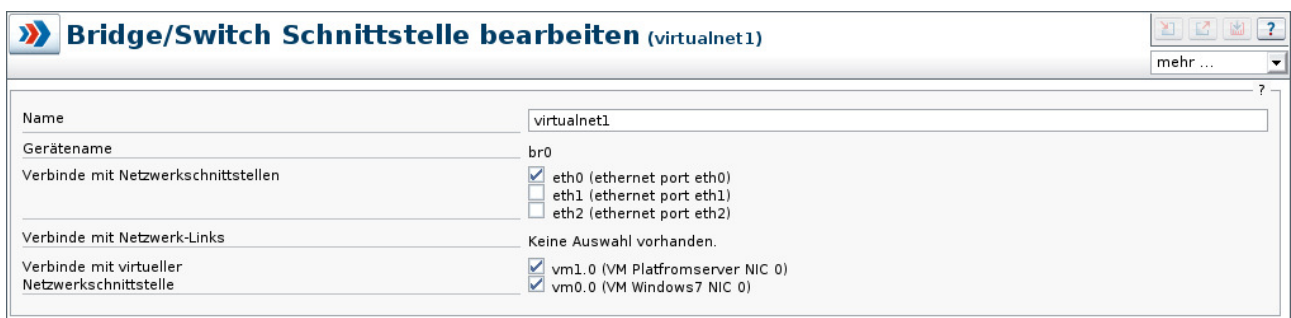 Bridge/Switch Schnittstelle bearbeiten (virtualnet1)
?
mehr ...
?
Name
virtualnet1
Gerätename
br0
Verbinde mit Netzwerkschnittstellen
eth0 (ethernet port eth0)
eth1 (ethernet port eth1)
eth2 (ethernet port eth2)
Verbinde mit Netzwerk-Links
Keine Auswahl vorhanden.
Verbinde mit virtueller
Netzwerkschnittstelle
vm1.0 (VM Platfromserver NIC 0)
vm0.0 (VM Windows7 NIC 0)